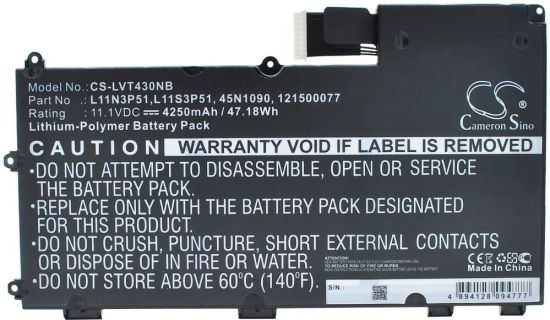 Model No.: CS-LVT430NB
Part No : L11N3P51,L11S3P51, 45N1090, 121500077
Rating : 11.1VDC 4250mAh / 47.18Wh
Lithium-Polymer Battery Pack
CS
Cameron Sino
CAUTION WARRANTY VOID IF LABEL IS REMOVED
•DO NOT ATTEMPT TO DISASSEMBLE, OPEN OR SERVICE
THE BATTERY PACK.
•REPLACE ONLY WITH THE BATTERY PACK DESIGNATED
FOR THIS PRODUCT.
•DO NOT CRUSH, PUNCTURE, SHORT EXTERNAL CONTACTS
OR DISPOSE OF IN FIRE OR WATER.
•DO NOT STORE ABOVE 60°C (140°F).
Made In China
S/N.:
4 894128 094777